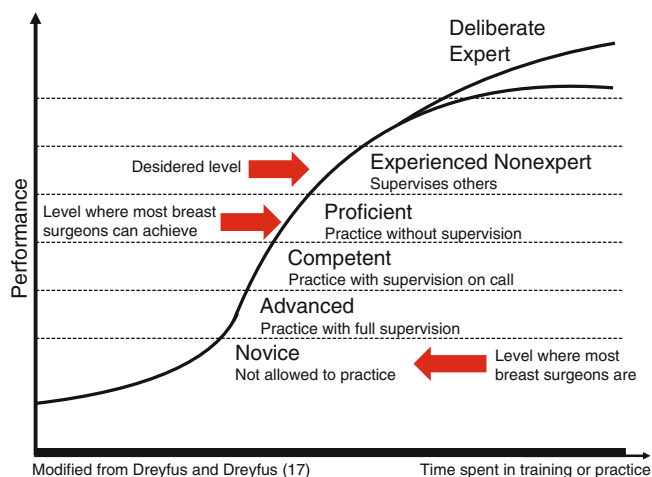 Deliberate
Expert
Desidered level
Experienced Nonexpert
Supervises others
Level where most breast
surgeons can achieve
Proficient
Practice without supervision
Competent
Practice with supervision on call
Advanced
Practice with full supervision
Novice
Not allowed to practice
Level where most
breast surgeons are
Performance
Modified from Dreyfus and Dreyfus (17)
Time spent in training or practice